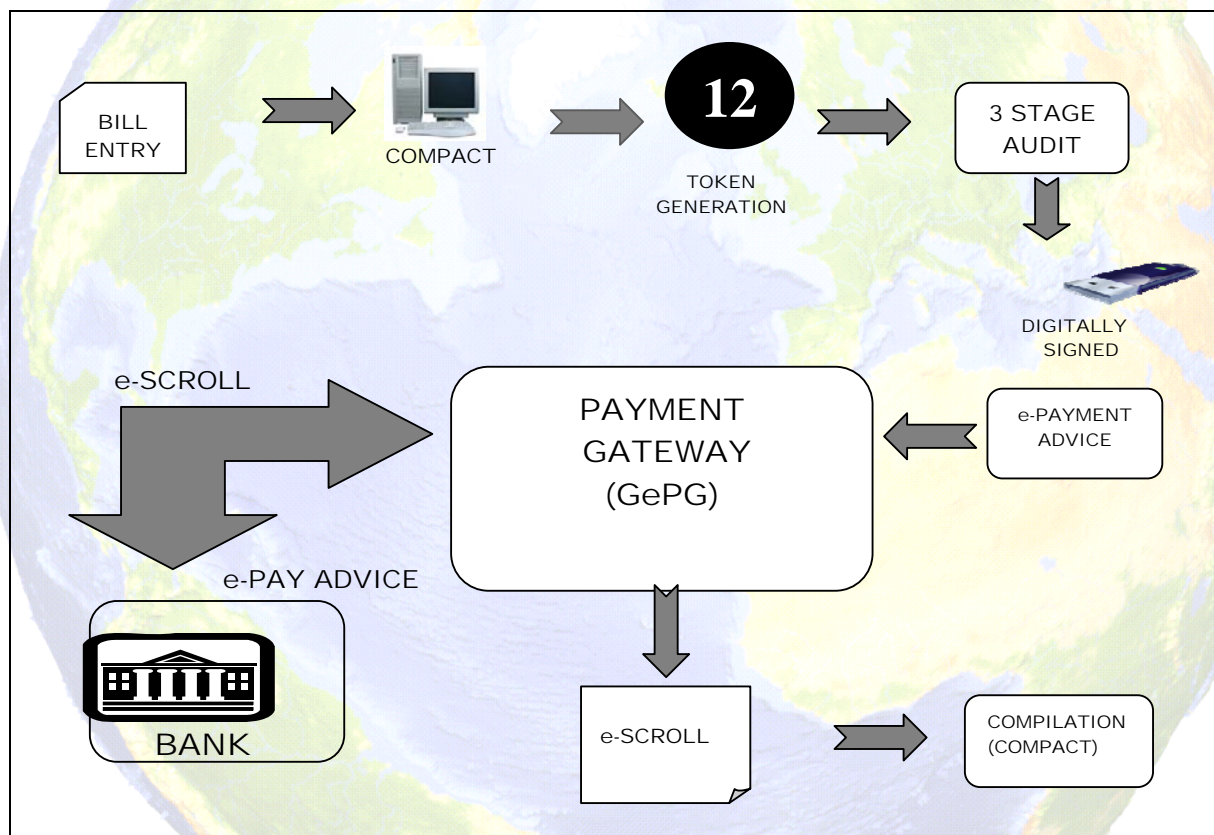 BILL
ENTRY
COMPACT
12
TOKEN
GENERATION
3 STAGE
AUDIT
DIGITALLY
SIGNED
e-PAYMENT
ADVICE
PAYMENT
GATEWAY
(GePG)
e-SCROLL
e-PAY ADVICE
BANK
e-SCROLL
COMPILATION
(COMPACT)